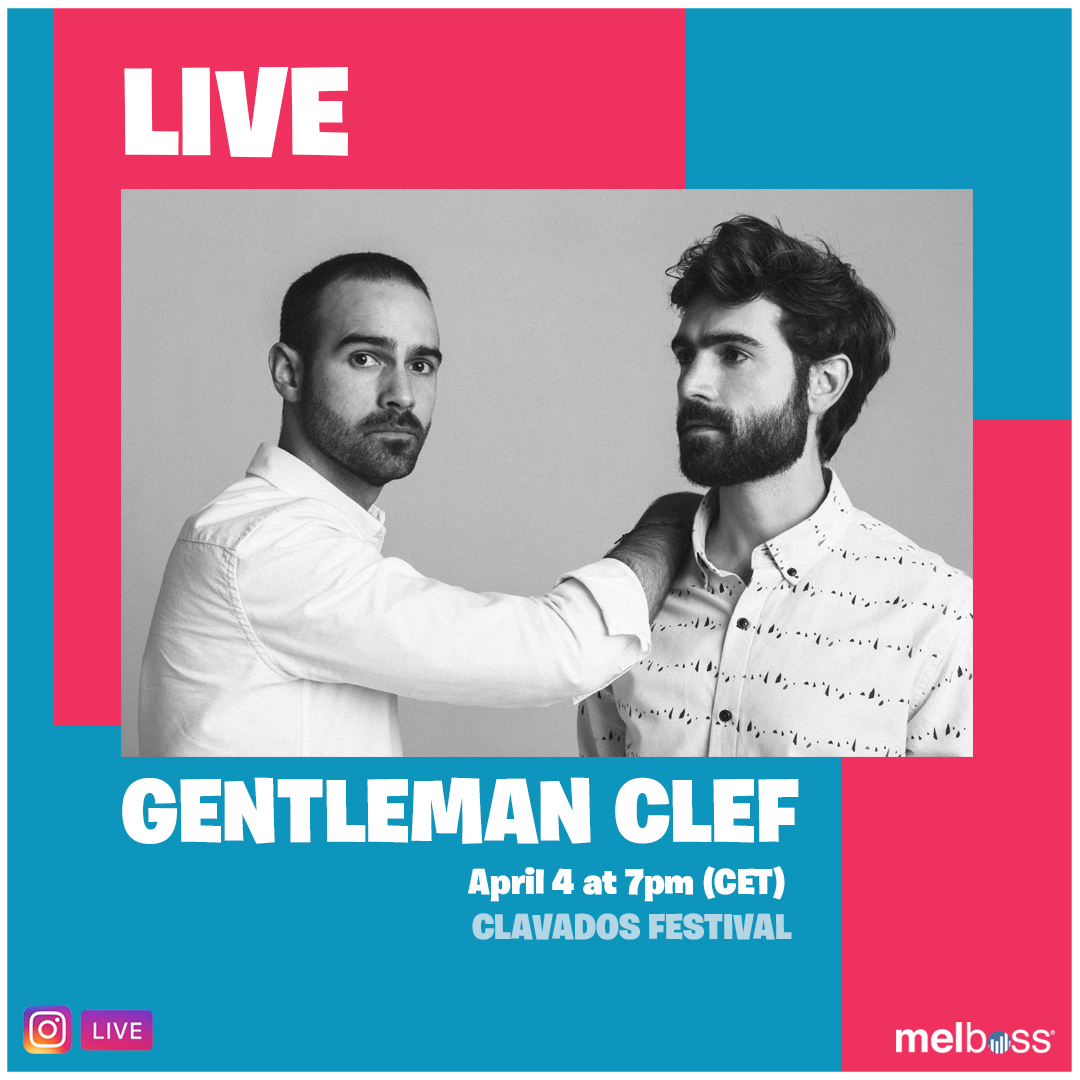 LIVE
GENTLEMAN CLEF
April 4 at 7pm (CET)
CLAVADOS FESTIVAL
LIVE
melboss®